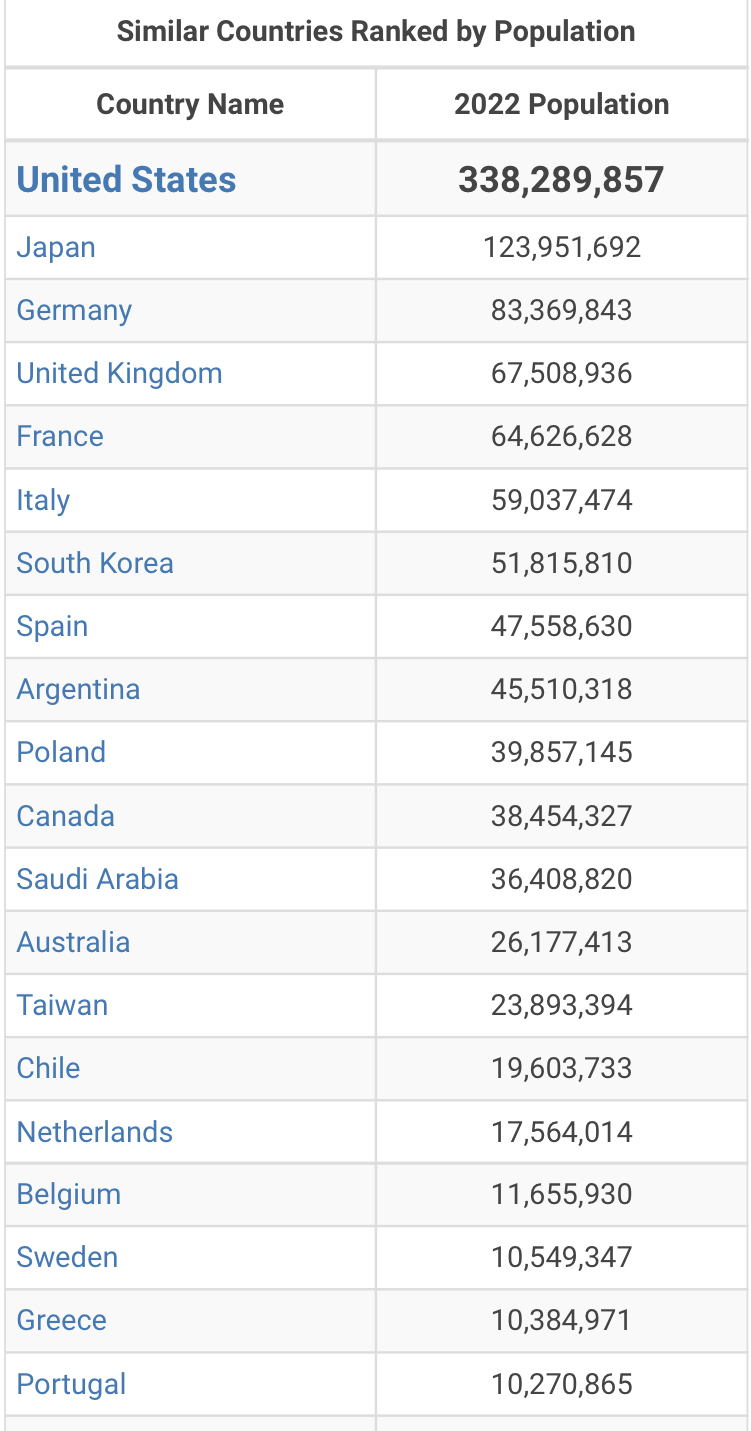 Similar Countries Ranked by Population
Country Name 2022 Population
United States 338,289,857
Japan 123,951,692
Germany 83,369,843
United Kingdom 67,508,936
France 64,626,628
Italy 59,037,474
South Korea 51,815,810
Spain 47,558,630
Argentina 45,510,318
Poland 39,857,145
Canada 38,454,327
Saudi Arabia 36,408,820
Australia 26,177,413
Taiwan 23,893,394
Chile 19,603,733
Netherlands 17,564,014
Belgium 11,655,930
Sweden 10,549,347
Greece 10,384,971
Portugal 10,270,865